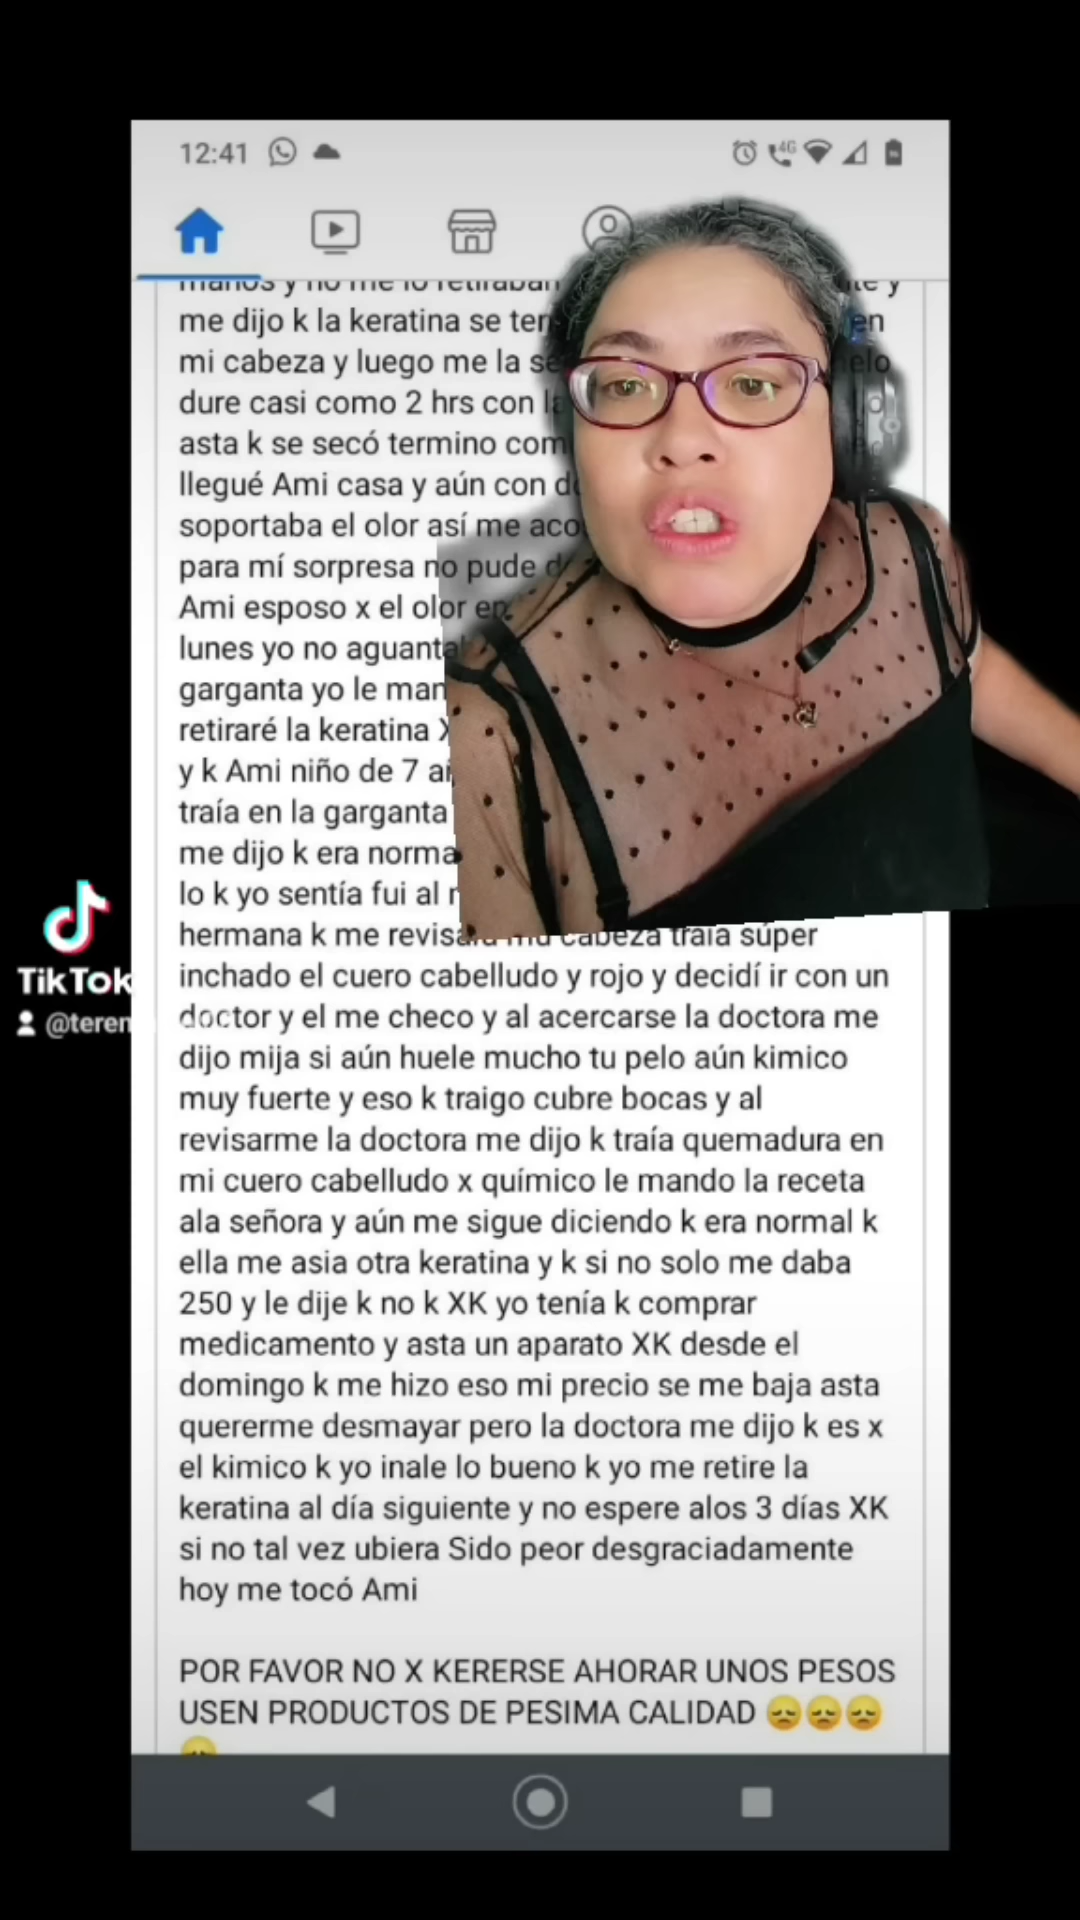 12:41
4G
manos y no me lo retiraban
me dijo k la keratina se en
mi cabeza y luego me la
dure casi como 2 hrs con
asta k se secó termino
llegué Ami casa y aún con
soportaba el olor así me
para mí sorpresa no pude
Ami esposo x el olor
lunes yo no
garganta yo le
retiraré la keratina
y k Ami niño de 7
traía en la garganta
me dijo k era
lo k yo sentía fui al
hermana k me cabeza traía súper
inchado el cuero cabelludo y rojo y decidí ir con un
TikTok
doctor y el me checo y al acercarse la doctora me
dijo mija si aún huele mucho tu pelo aún kimico
muy fuerte y eso k traigo cubre bocas y al
revisarme la doctora me dijo k traía quemadura en
mi cuero cabelludo x químico le mando la receta
ala señora y aún me sigue diciendo k era normal k
ella me asia otra keratina y k si no solo me daba
250 y le dije k no k XK yo tenía k comprar
medicamento y asta un aparato XK desde el
domingo k me hizo eso mi precio se me baja asta
quererme desmayar pero la doctora me dijo k es x
el kimico k yo inale lo bueno k yo me retire la
keratina al día siguiente y no espere alos 3 días XK
si no tal vez ubiera Sido peor desgraciadamente
hoy me tocó Ami
POR FAVOR NO X KERERSE AHORAR UNOS PESOS
USEN PRODUCTOS DE PESIMA CALIDAD 😞😞😞